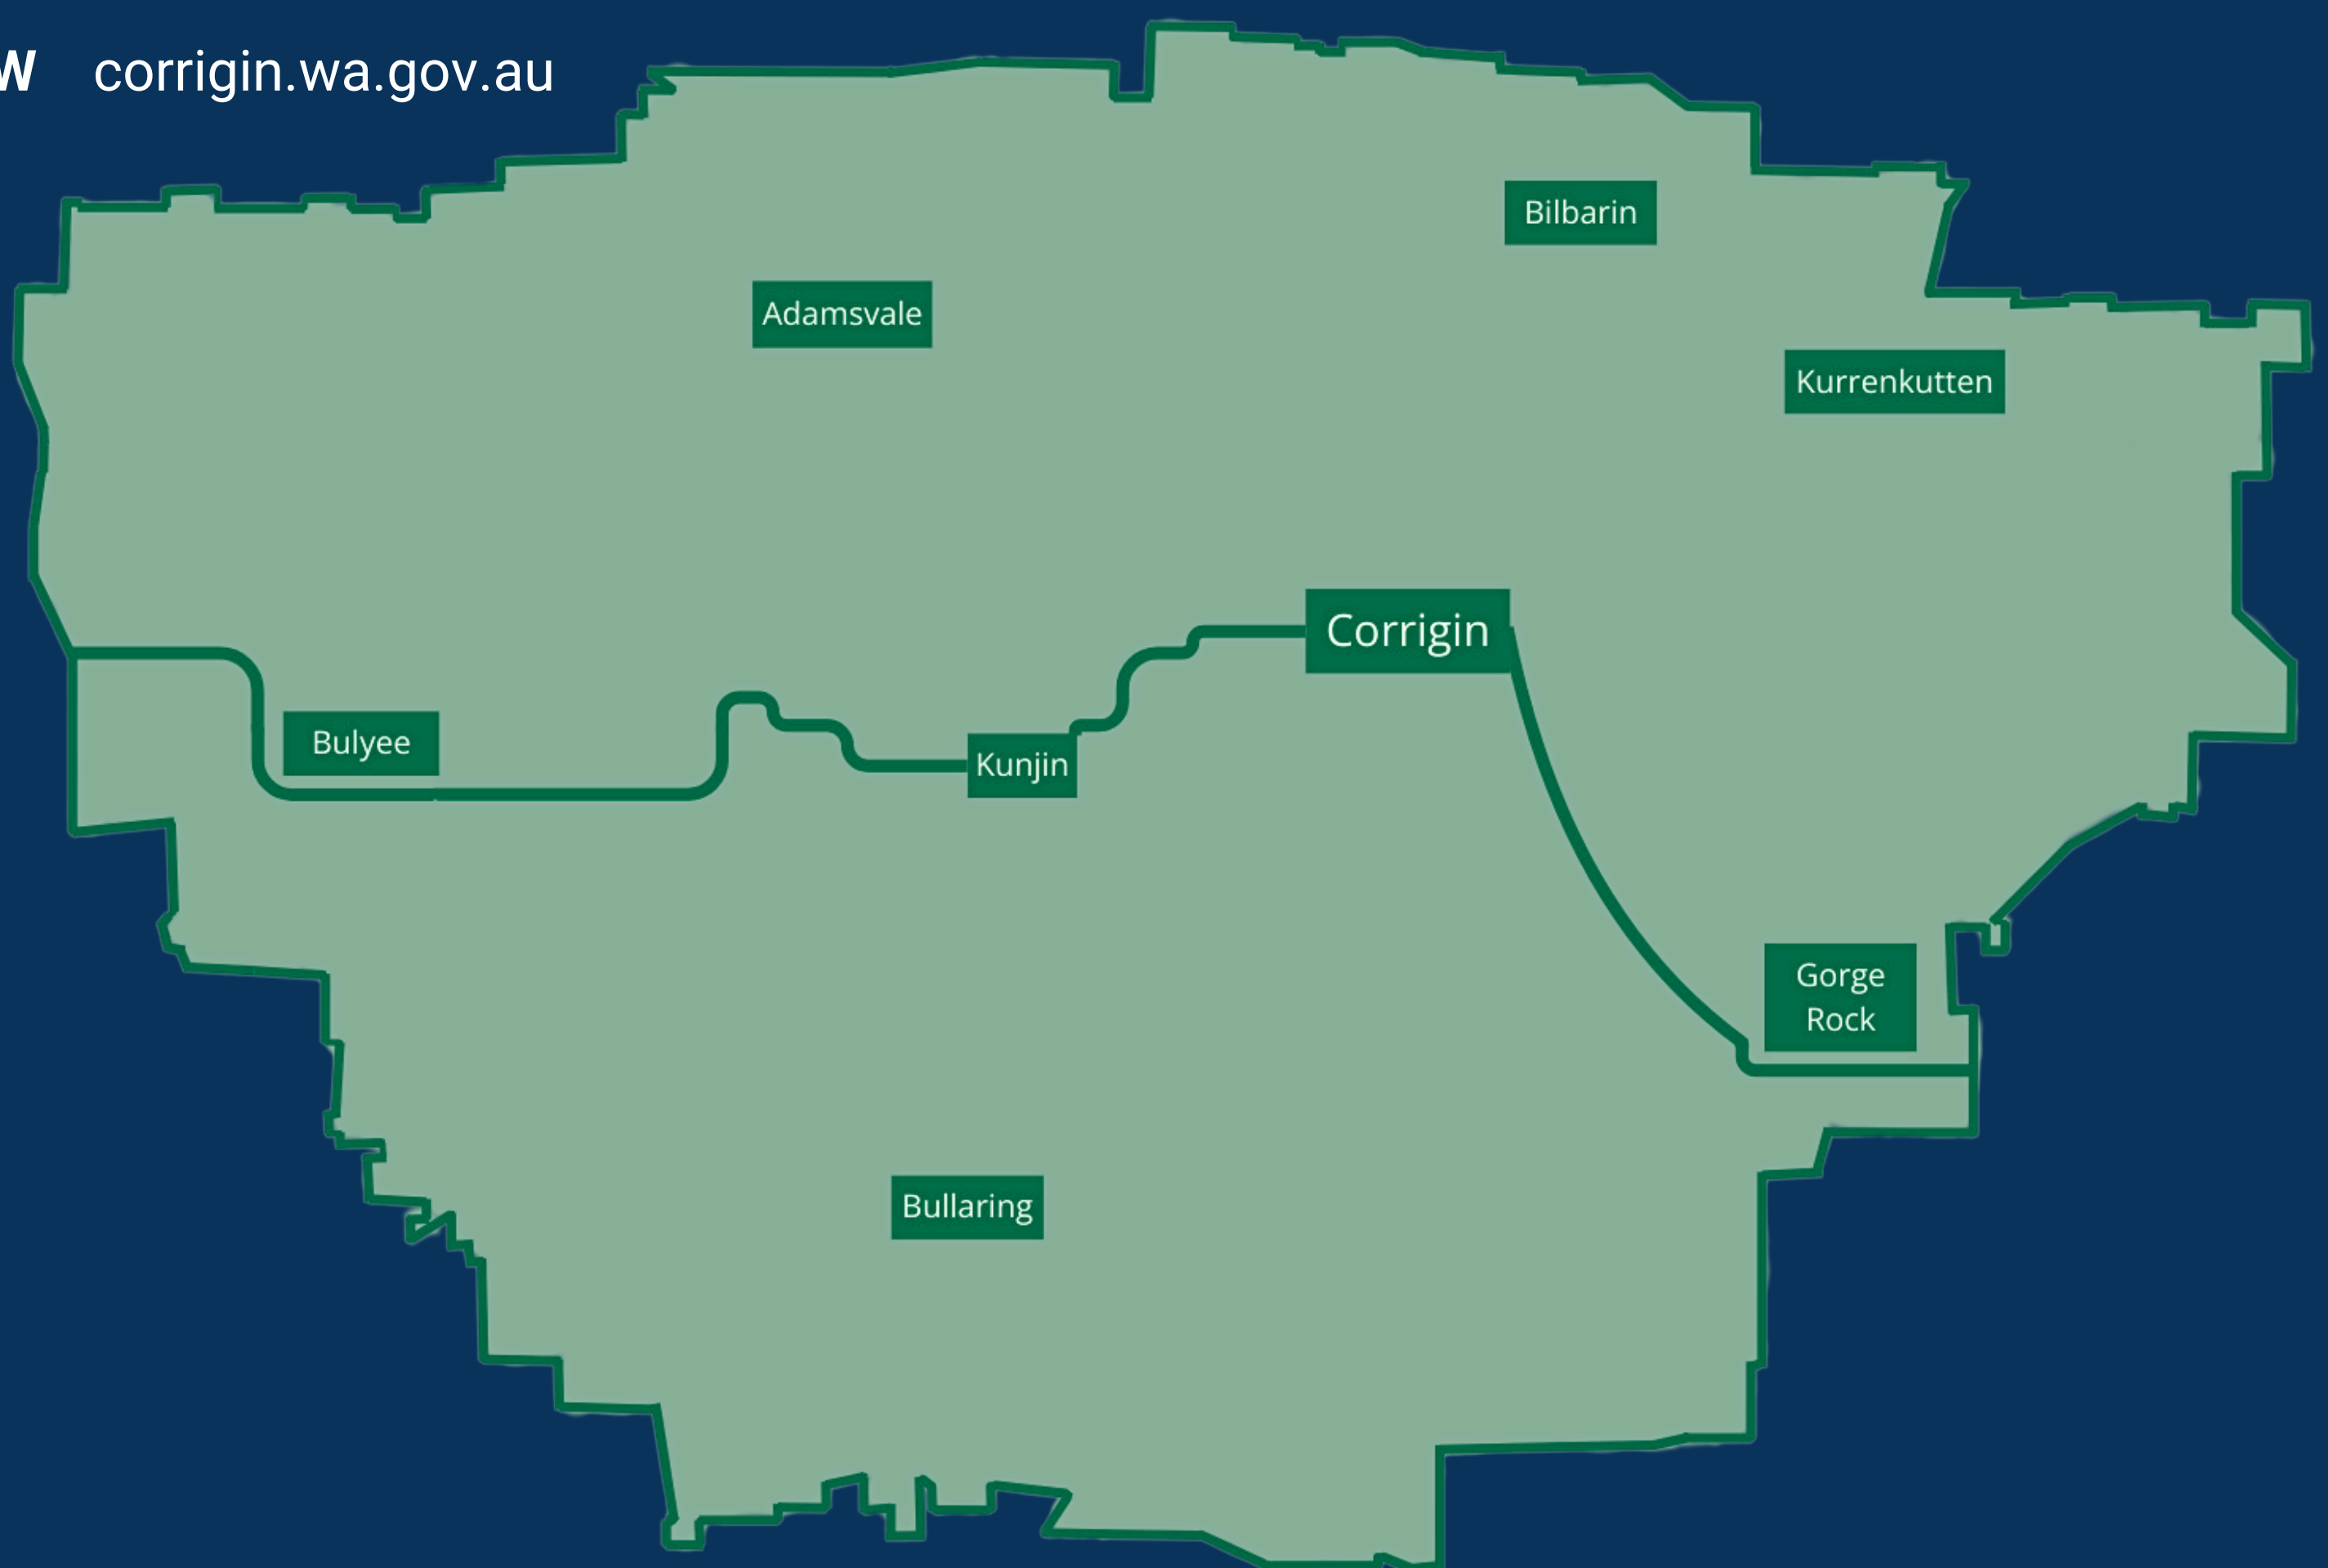 W corrigin.wa.gov.au
Bilbarin
Adamsvale
Kurrenkutten
Corrigin
Bulyee
Kunjin
Gorge
Rock
Bullaring